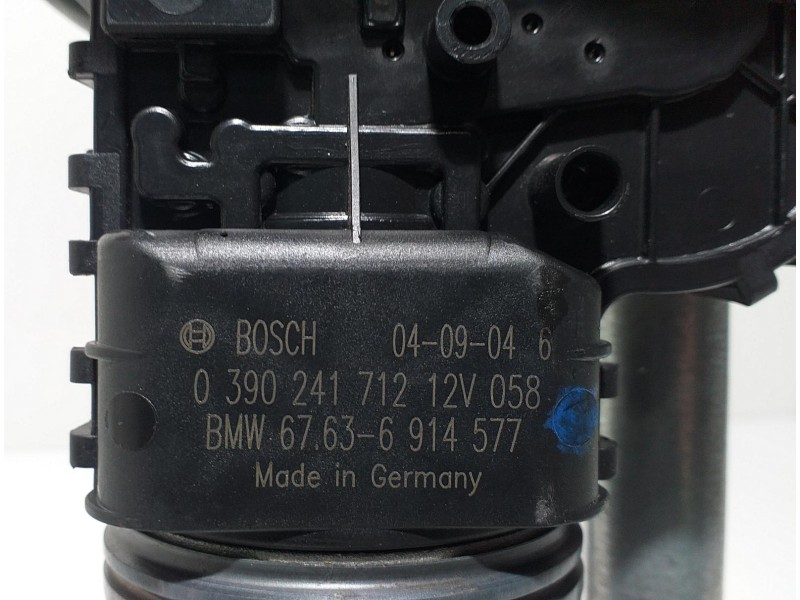 BOSCH 04-09-04 6
0 390 241 712 12V 058
BMW 67.63-6 914 577
Made in Germany